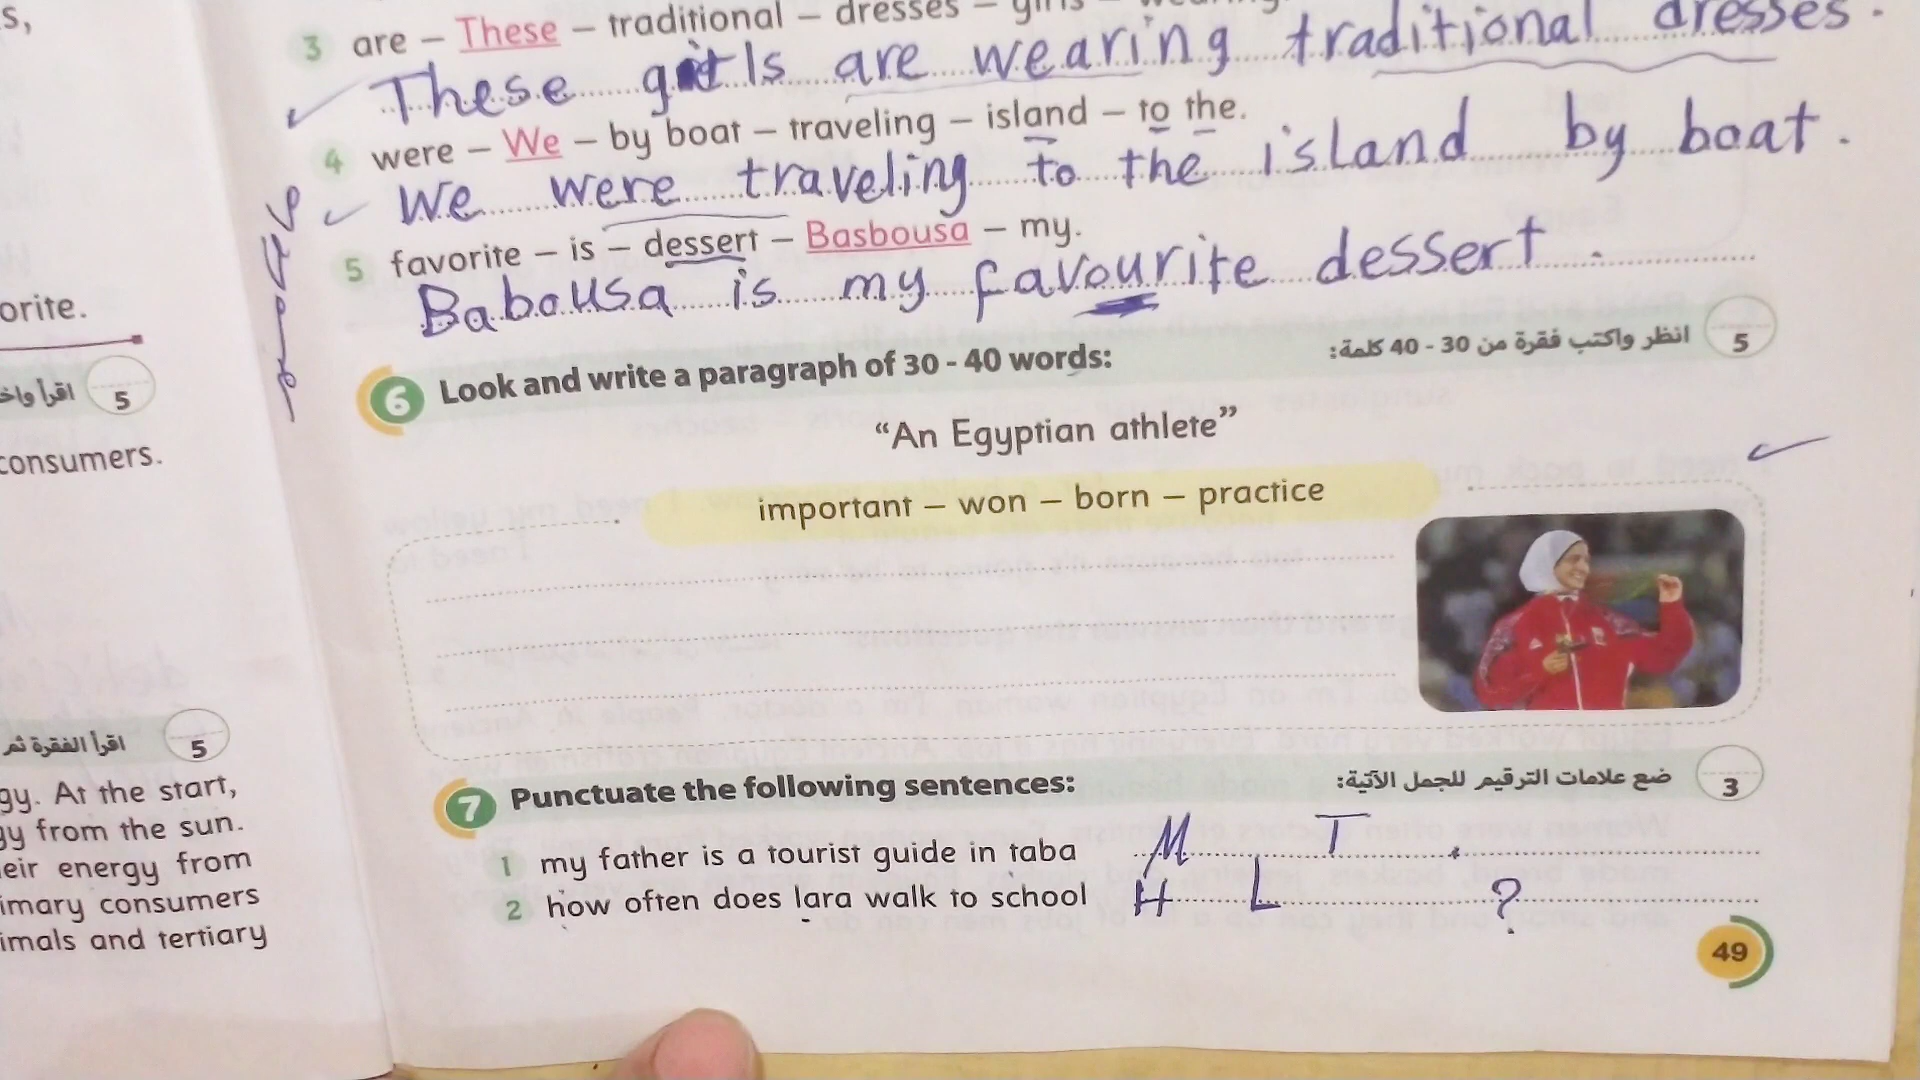 s,
3 are – These – traditional – dresses – girls –
These girls are wearing traditional dresses.
4 were – We – by boat – traveling – island – to the.
We were traveling to the island by boat.
5 favorite – is – dessert – Basbousa – my.
Babousa is my favourite dessert.
orite.
5 اقرأ واخ
consumers.
6 Look and write a paragraph of 30 - 40 words:
انظر واكتب فقرة من 30 - 40 كلمة: 5
“An Egyptian athlete”
important – won – born – practice
5 اقرأ الفقرة ثم
gy. At the start,
gy from the sun.
eir energy from
imary consumers
imals and tertiary
7 Punctuate the following sentences:
ضع علامات الترقيم للجمل الآتية: 3
1 my father is a tourist guide in taba M T .
2 how often does lara walk to school H L ?
49